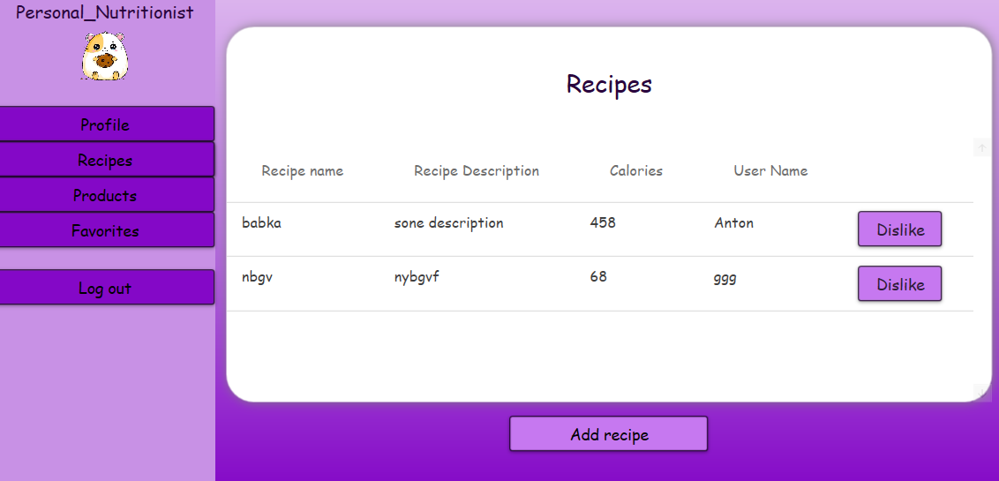 Personal_Nutritionist
Profile
Recipes
Products
Favorites
Log out
Recipes
Recipe name Recipe Description Calories User Name
babka sone description 458 Anton Dislike
nbgv nybgvf 68 ggg Dislike
Add recipe